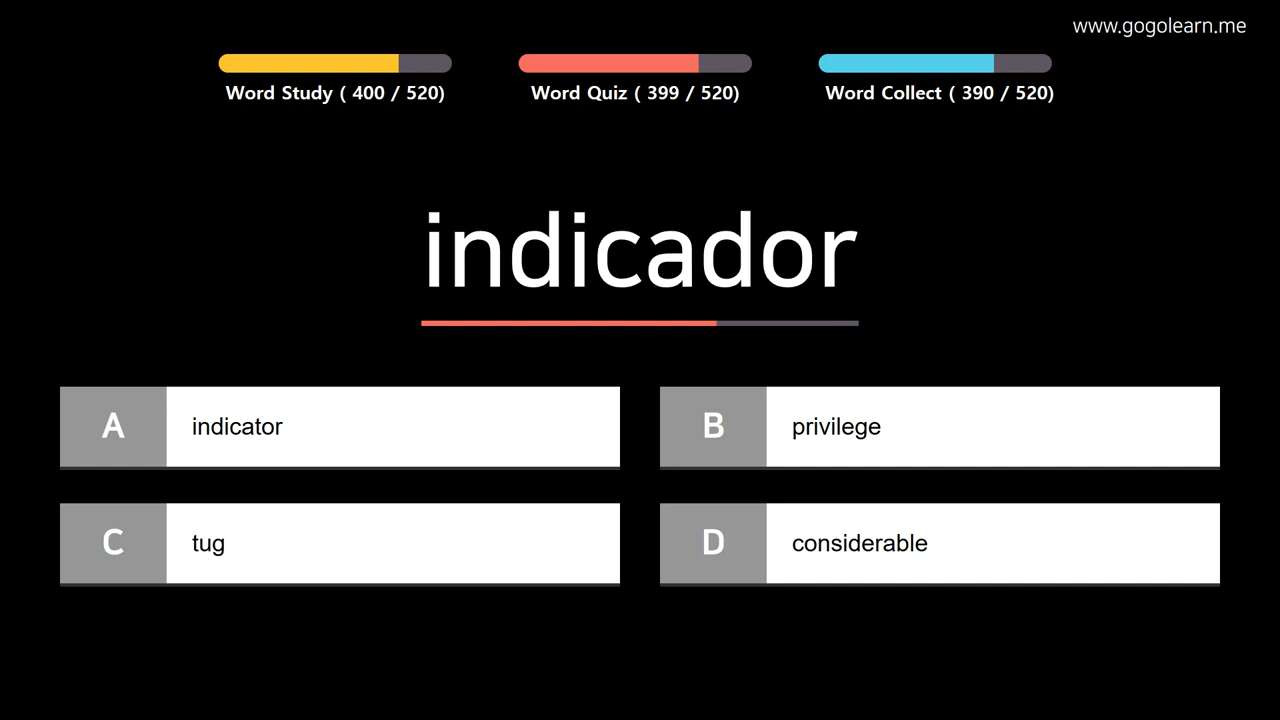 www.gogolearn.me
Word Study ( 400 / 520)
Word Quiz ( 399 / 520)
Word Collect ( 390 / 520)
indicador
A indicator
B privilege
C tug
D considerable